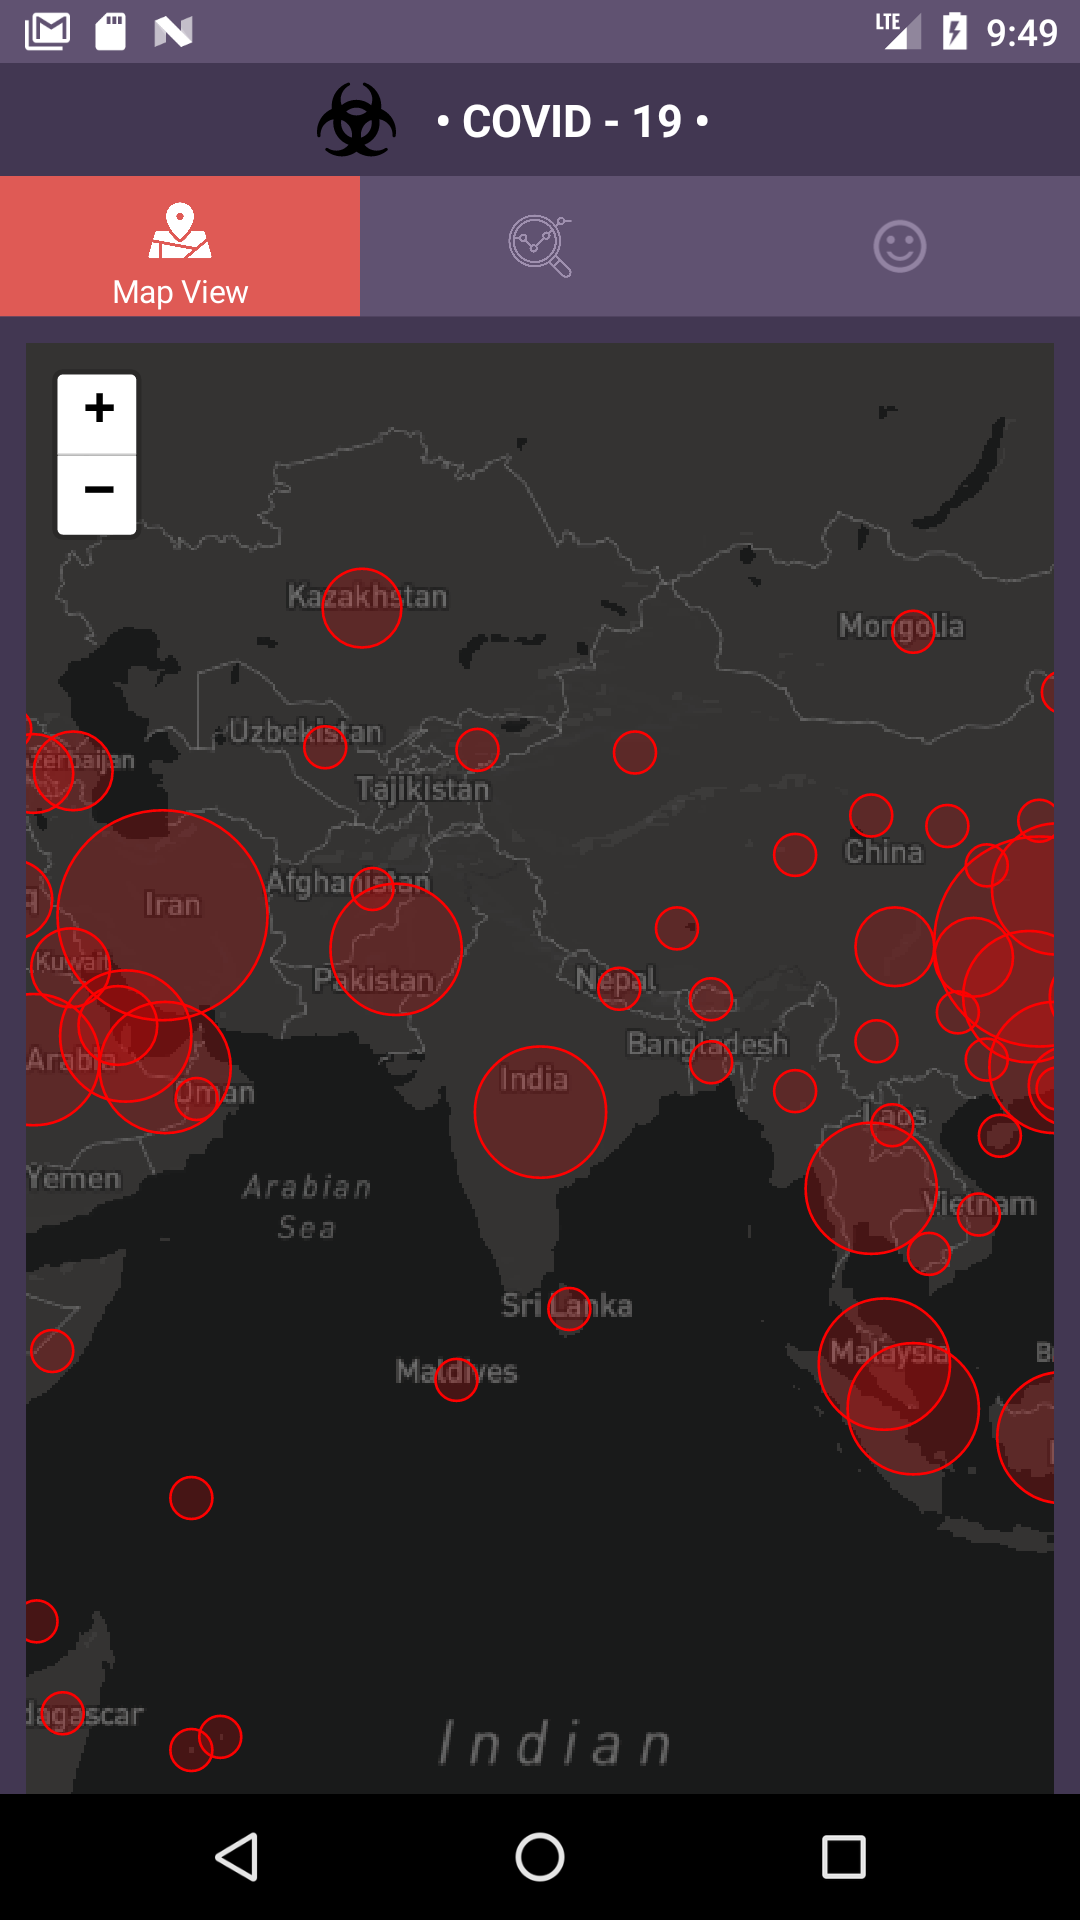 LTE 9:49
• COVID - 19 •
Map View
+
−
Kazakhstan
Mongolia
Uzbekistan
Azerbaijan
Tajikistan
China
Afghanistan
Iran
Kuwait
Pakistan
Nepal
Bangladesh
Arabia
India
Oman
Laos
Yemen
Arabian
Sea
Vietnam
Sri Lanka
Malaysia
Maldives
dagascar
Indian